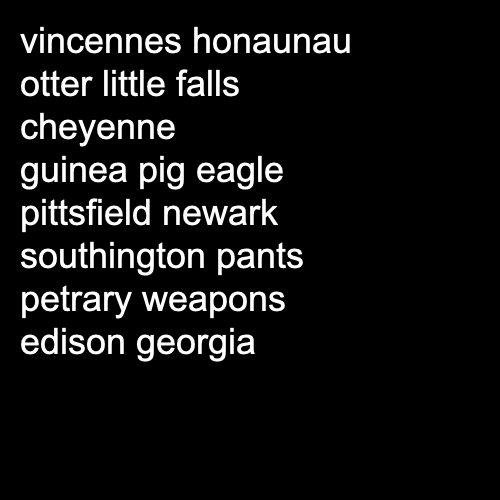 vincennes honaunau
otter little falls
cheyenne
guinea pig eagle
pittsfield newark
southington pants
petrary weapons
edison georgia